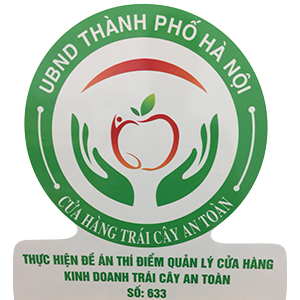 UBND THÀNH PHỐ HÀ NỘI
CỬA HÀNG TRÁI CÂY AN TOÀN
THỰC HIỆN ĐỀ ÁN THÍ ĐIỂM QUẢN LÝ CỬA HÀNG
KINH DOANH TRÁI CÂY AN TOÀN
SỐ: 633